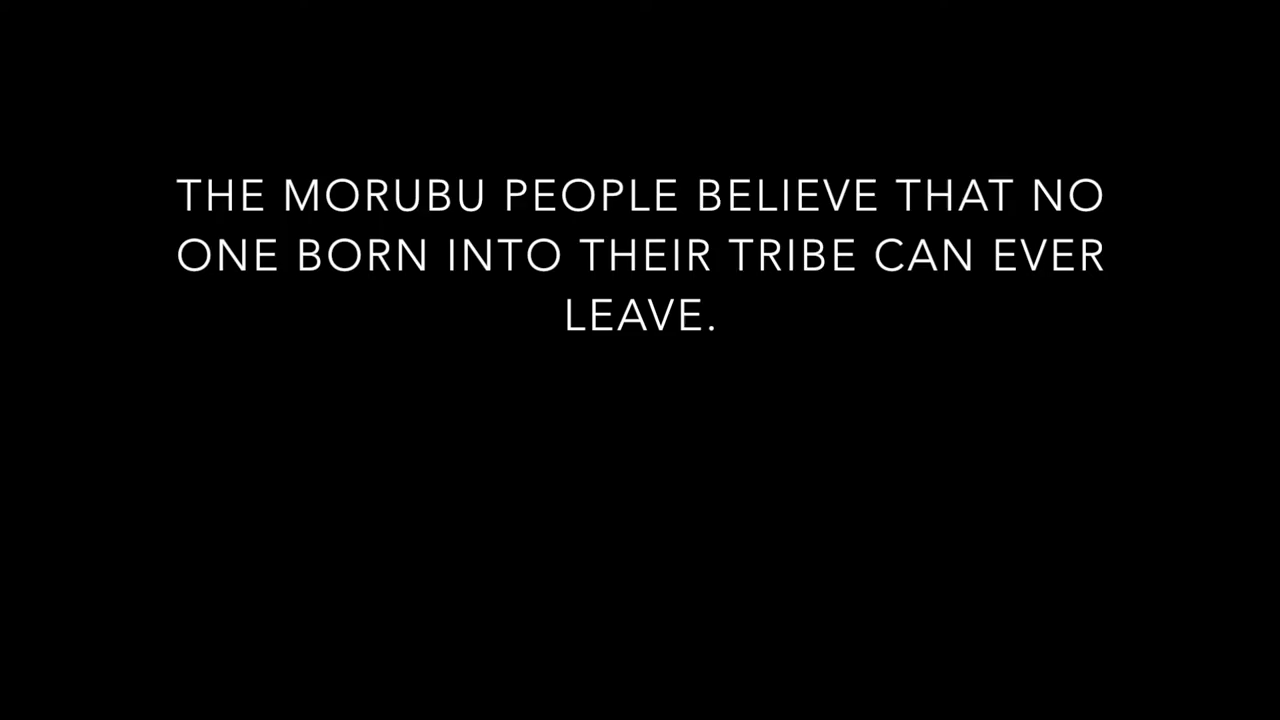 THE MORUBU PEOPLE BELIEVE THAT NO
ONE BORN INTO THEIR TRIBE CAN EVER
LEAVE.